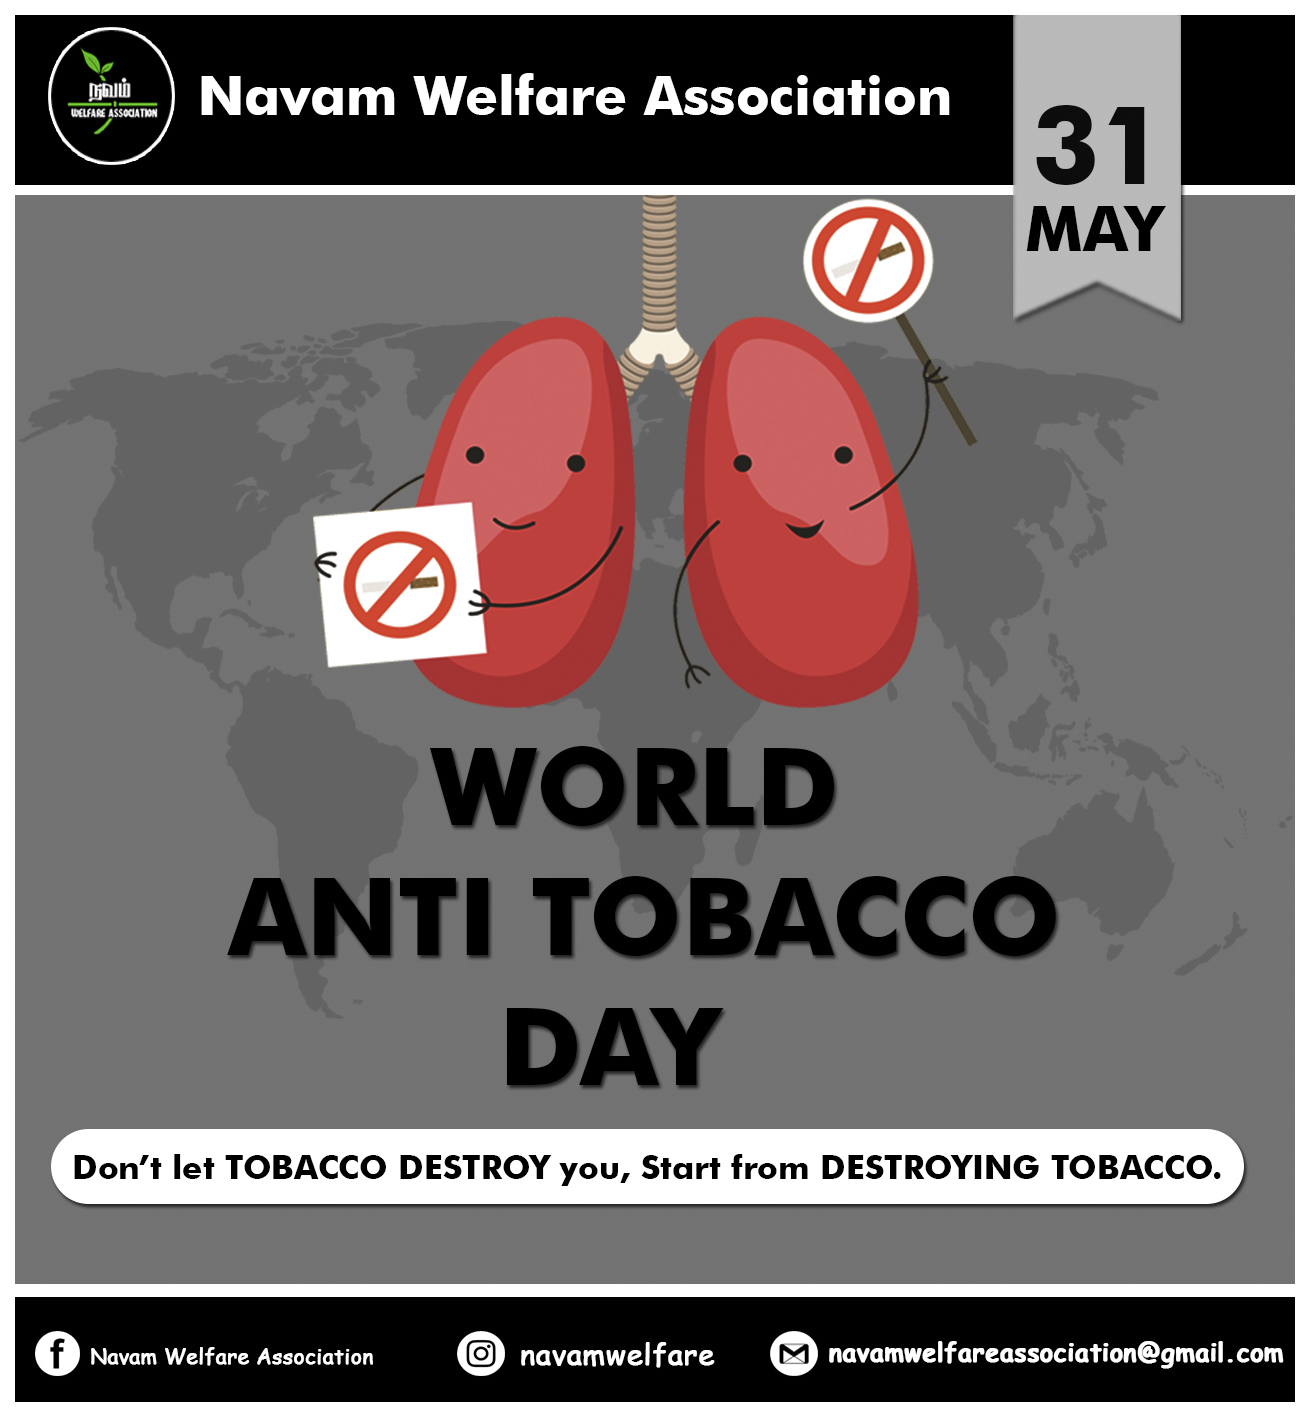 நவம்
WELFARE ASSOCIATION
Navam Welfare Association
31
MAY
WORLD
ANTI TOBACCO
DAY
Don't let TOBACCO DESTROY you, Start from DESTROYING TOBACCO.
Navam Welfare Association
navamwelfare
navamwelfareassociation@gmail.com